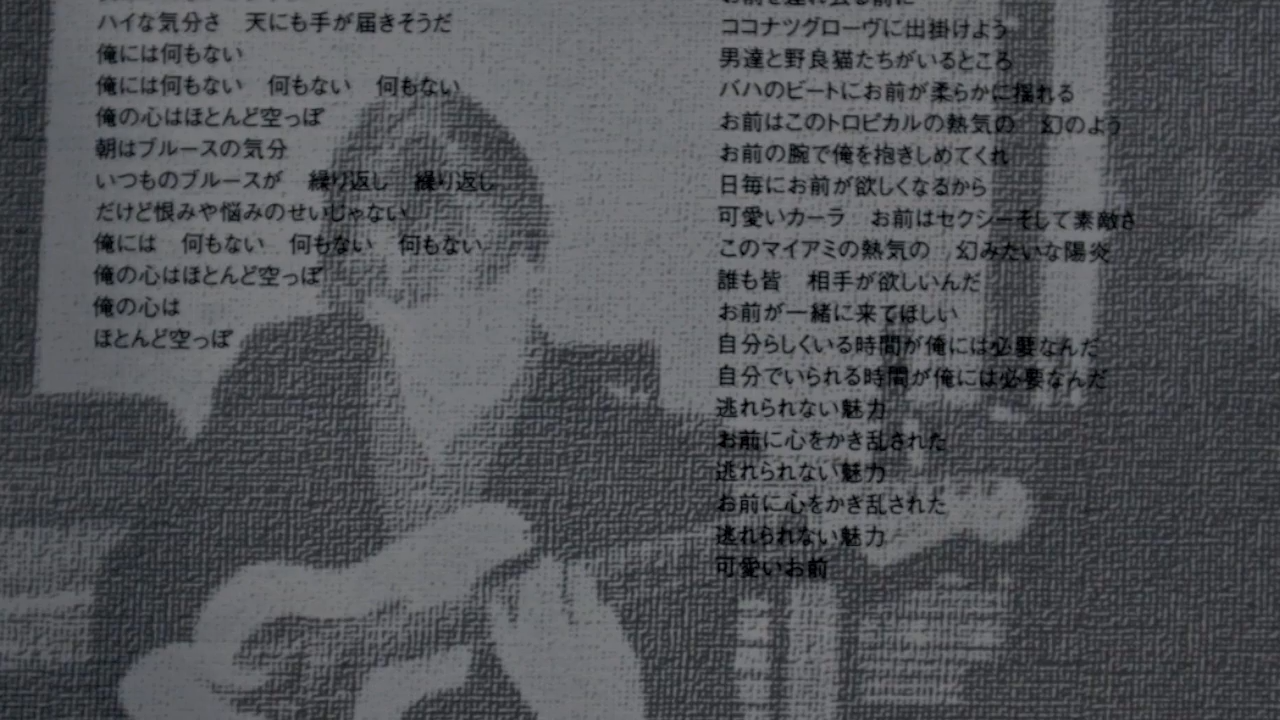 ハイな気分さ　天にも手が届きそうだ
俺には何もない
俺には何もない　何もない　何もない
俺の心はほとんど空っぽ
朝はブルースの気分
いつものブルースが　繰り返し　繰り返し
だけど恨みや悩みのせいじゃない
俺には　何もない　何もない　何もない
俺の心はほとんど空っぽ
俺の心は
ほとんど空っぽ
ココナツグローヴに出掛けよう
男達と野良猫たちがいるところ
バハのビートにお前が柔らかに揺れる
お前はこのトロピカルの熱気の　幻のよう
お前の腕で俺を抱きしめてくれ
日毎にお前が欲しくなるから
可愛いカーラ　お前はセクシーそして素敵さ
このマイアミの熱気の　幻みたいな陽炎
誰も皆　相手が欲しいんだ
お前が一緒に来てほしい
自分らしくいる時間が俺には必要なんだ
自分でいられる時間が俺には必要なんだ
逃れられない魅力
お前に心をかき乱された
逃れられない魅力
お前に心をかき乱された
逃れられない魅力
可愛いお前